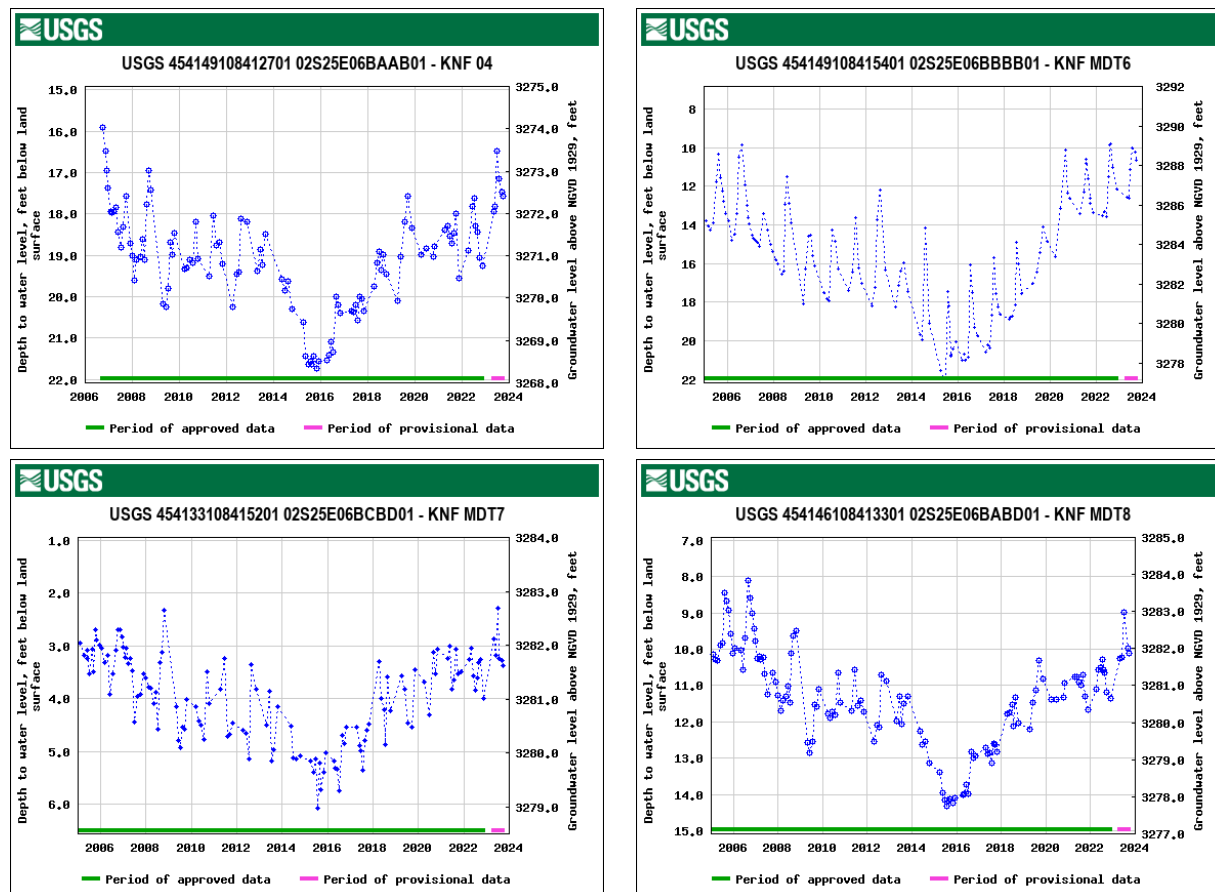 USGS
USGS 454149108412701 02S25E06BAAB01 - KNF 04
Depth to water level, feet below land
surface
15.0
16.0
17.0
18.0
19.0
20.0
21.0
22.0
3275.0
3274.0
3273.0
3272.0
3271.0
3270.0
3269.0
3268.0
Groundwater level above NGVD 1929, feet
2006 2008 2010 2012 2014 2016 2018 2020 2022 2024
Period of approved data Period of provisional data
USGS
USGS 454149108415401 02S25E06BBBB01 - KNF MDT6
Depth to water level, feet below land
surface
8
10
12
14
16
18
20
22
3292
3290
3288
3286
3284
3282
3280
3278
Groundwater level above NGVD 1929, feet
2006 2008 2010 2012 2014 2016 2018 2020 2022 2024
Period of approved data Period of provisional data
USGS
USGS 454133108415201 02S25E06BCBD01 - KNF MDT7
Depth to water level, feet below land
surface
1.0
2.0
3.0
4.0
5.0
6.0
3284.0
3283.0
3282.0
3281.0
3280.0
3279.0
Groundwater level above NGVD 1929, feet
2006 2008 2010 2012 2014 2016 2018 2020 2022 2024
Period of approved data Period of provisional data
USGS
USGS 454146108413301 02S25E06BABD01 - KNF MDT8
Depth to water level, feet below land
surface
7.0
8.0
9.0
10.0
11.0
12.0
13.0
14.0
15.0
3285.0
3284.0
3283.0
3282.0
3281.0
3280.0
3279.0
3278.0
3277.0
Groundwater level above NGVD 1929, feet
2006 2008 2010 2012 2014 2016 2018 2020 2022 2024
Period of approved data Period of provisional data